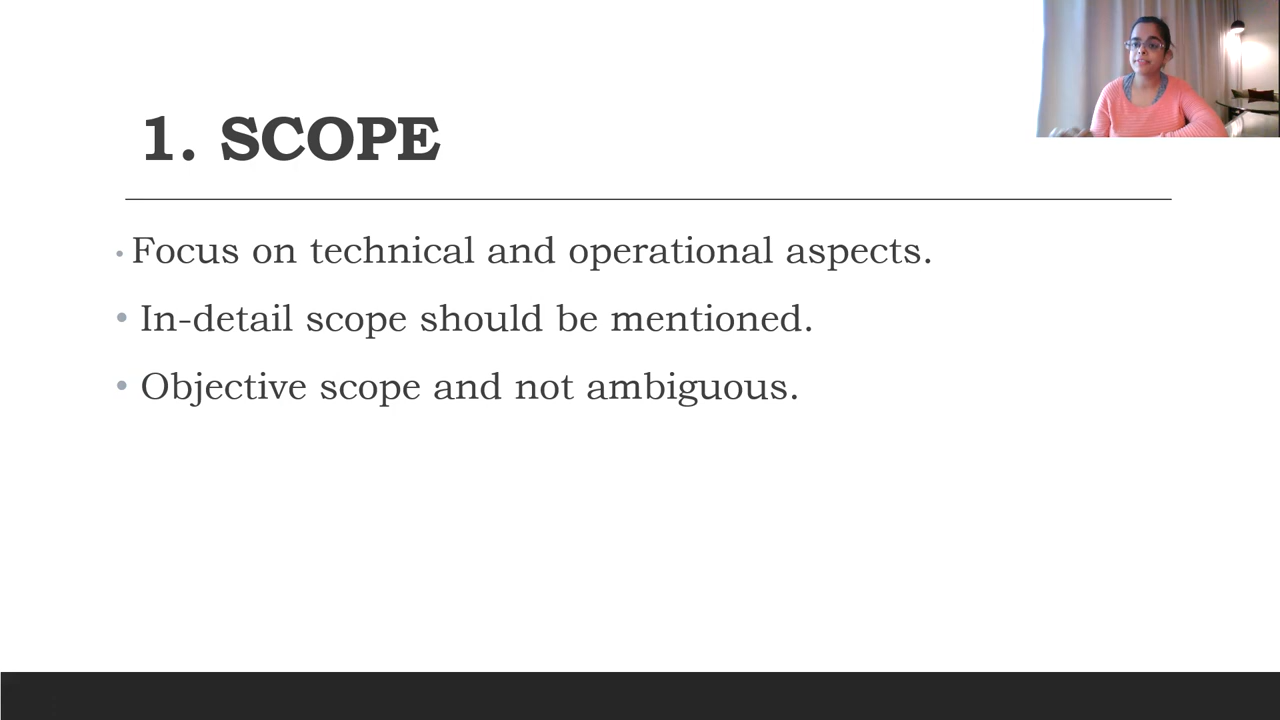 1. SCOPE
• Focus on technical and operational aspects.
• In-detail scope should be mentioned.
• Objective scope and not ambiguous.